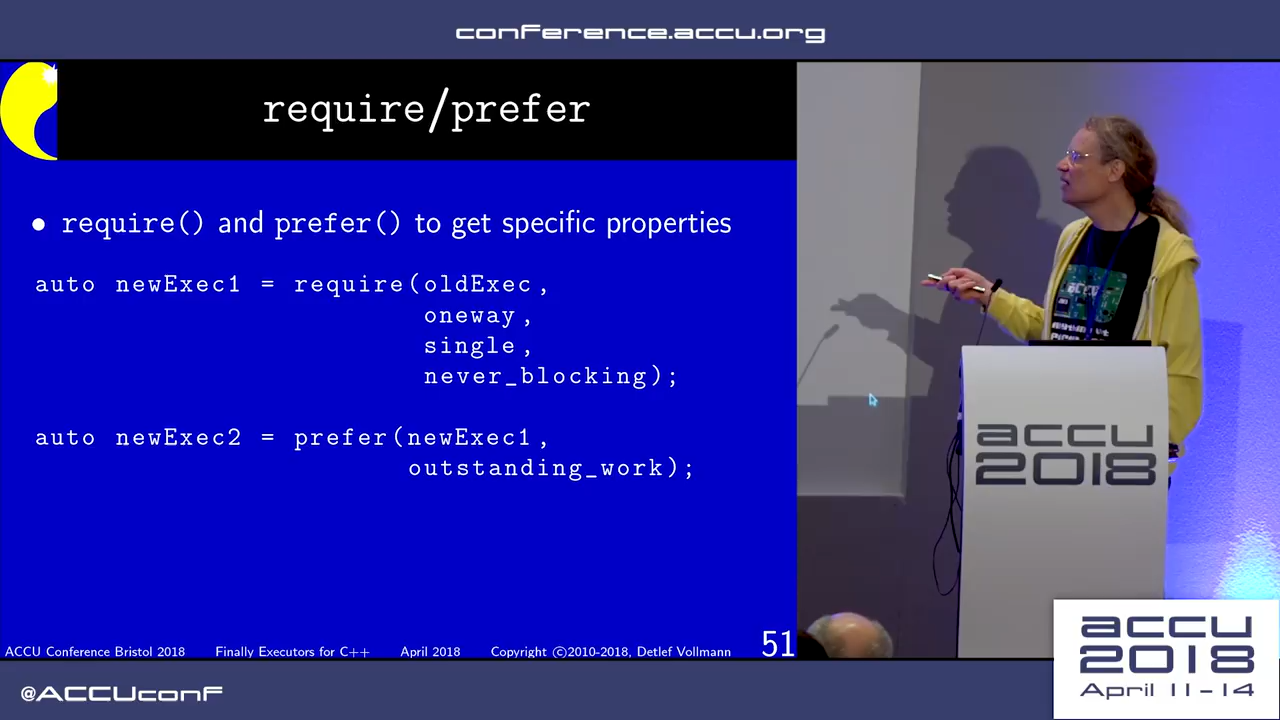 conference.accu.org
require/prefer
• require() and prefer() to get specific properties
auto newExec1 = require(oldExec,
oneway,
single,
never_blocking);
auto newExec2 = prefer(newExec1,
outstanding_work);
ACCU Conference Bristol 2018 Finally Executors for C++ April 2018 Copyright ©2010-2018, Detlef Vollmann 51
accu
2018
@ACCUconf
accu
2018
April 11-14